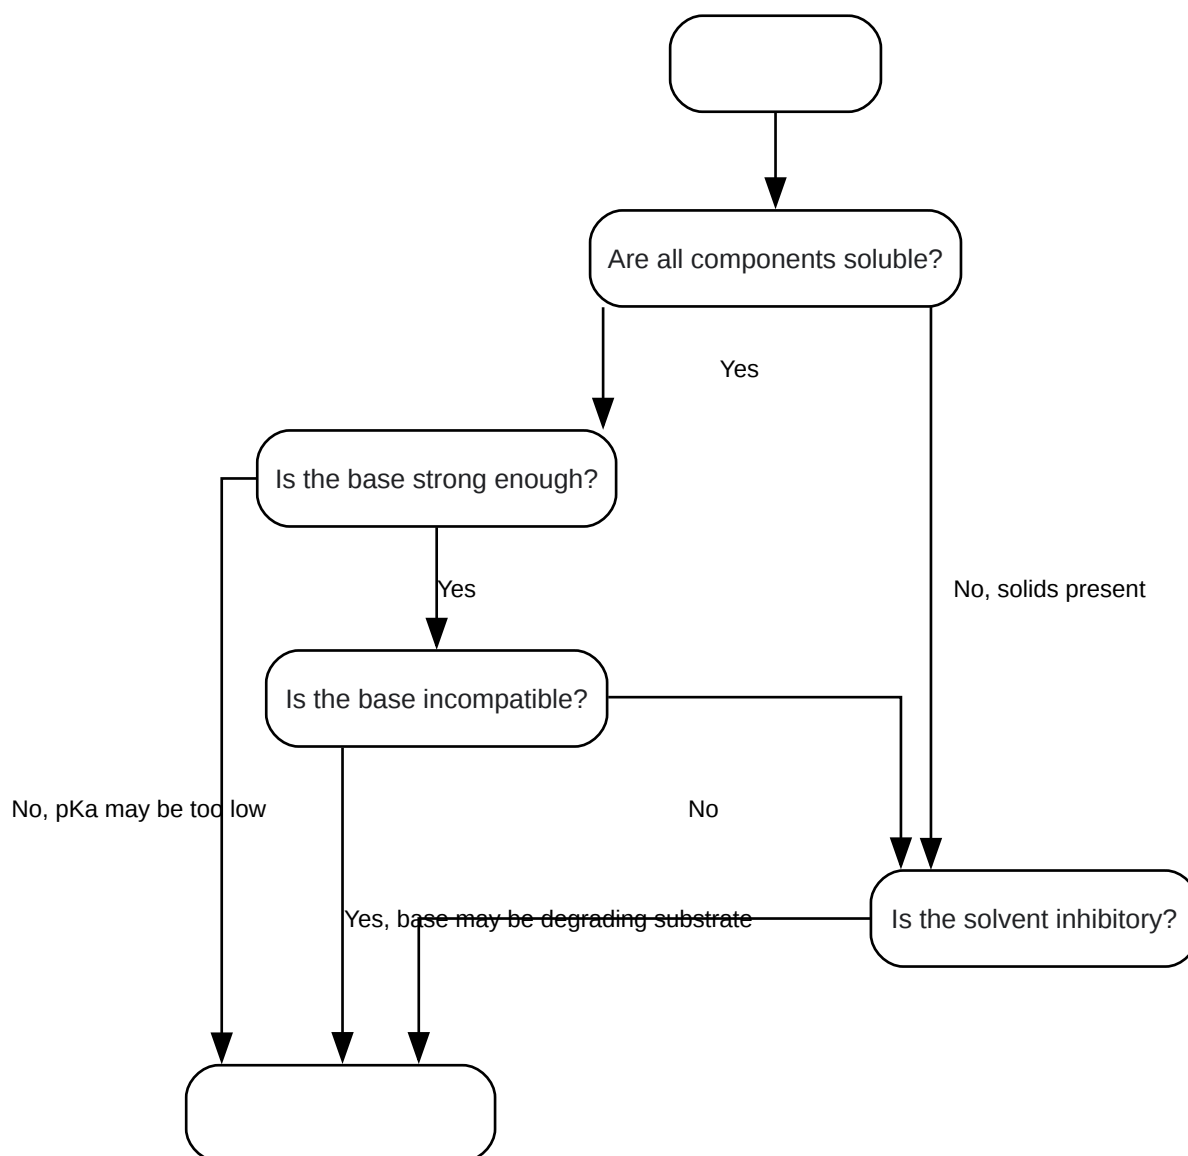 Are all components soluble?
Yes
Is the base strong enough?
Yes
No, solids present
Is the base incompatible?
No, pKa may be too low
No
Yes, base may be degrading substrate
Is the solvent inhibitory?